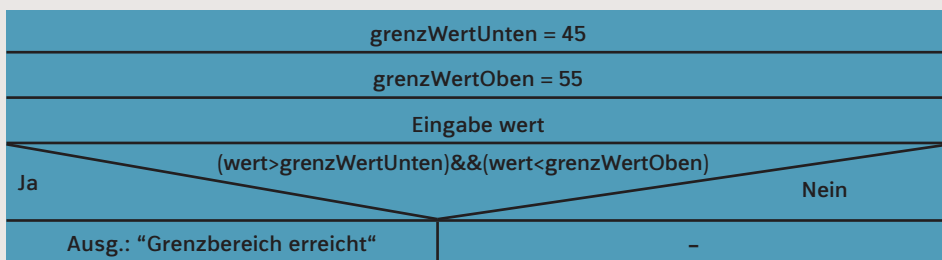 grenzWertUnten = 45
grenzWertOben = 55
Eingabe wert
(wert>grenzWertUnten)&&(wert<grenzWertOben)
Ja
Nein
Ausg.: “Grenzbereich erreicht“
–